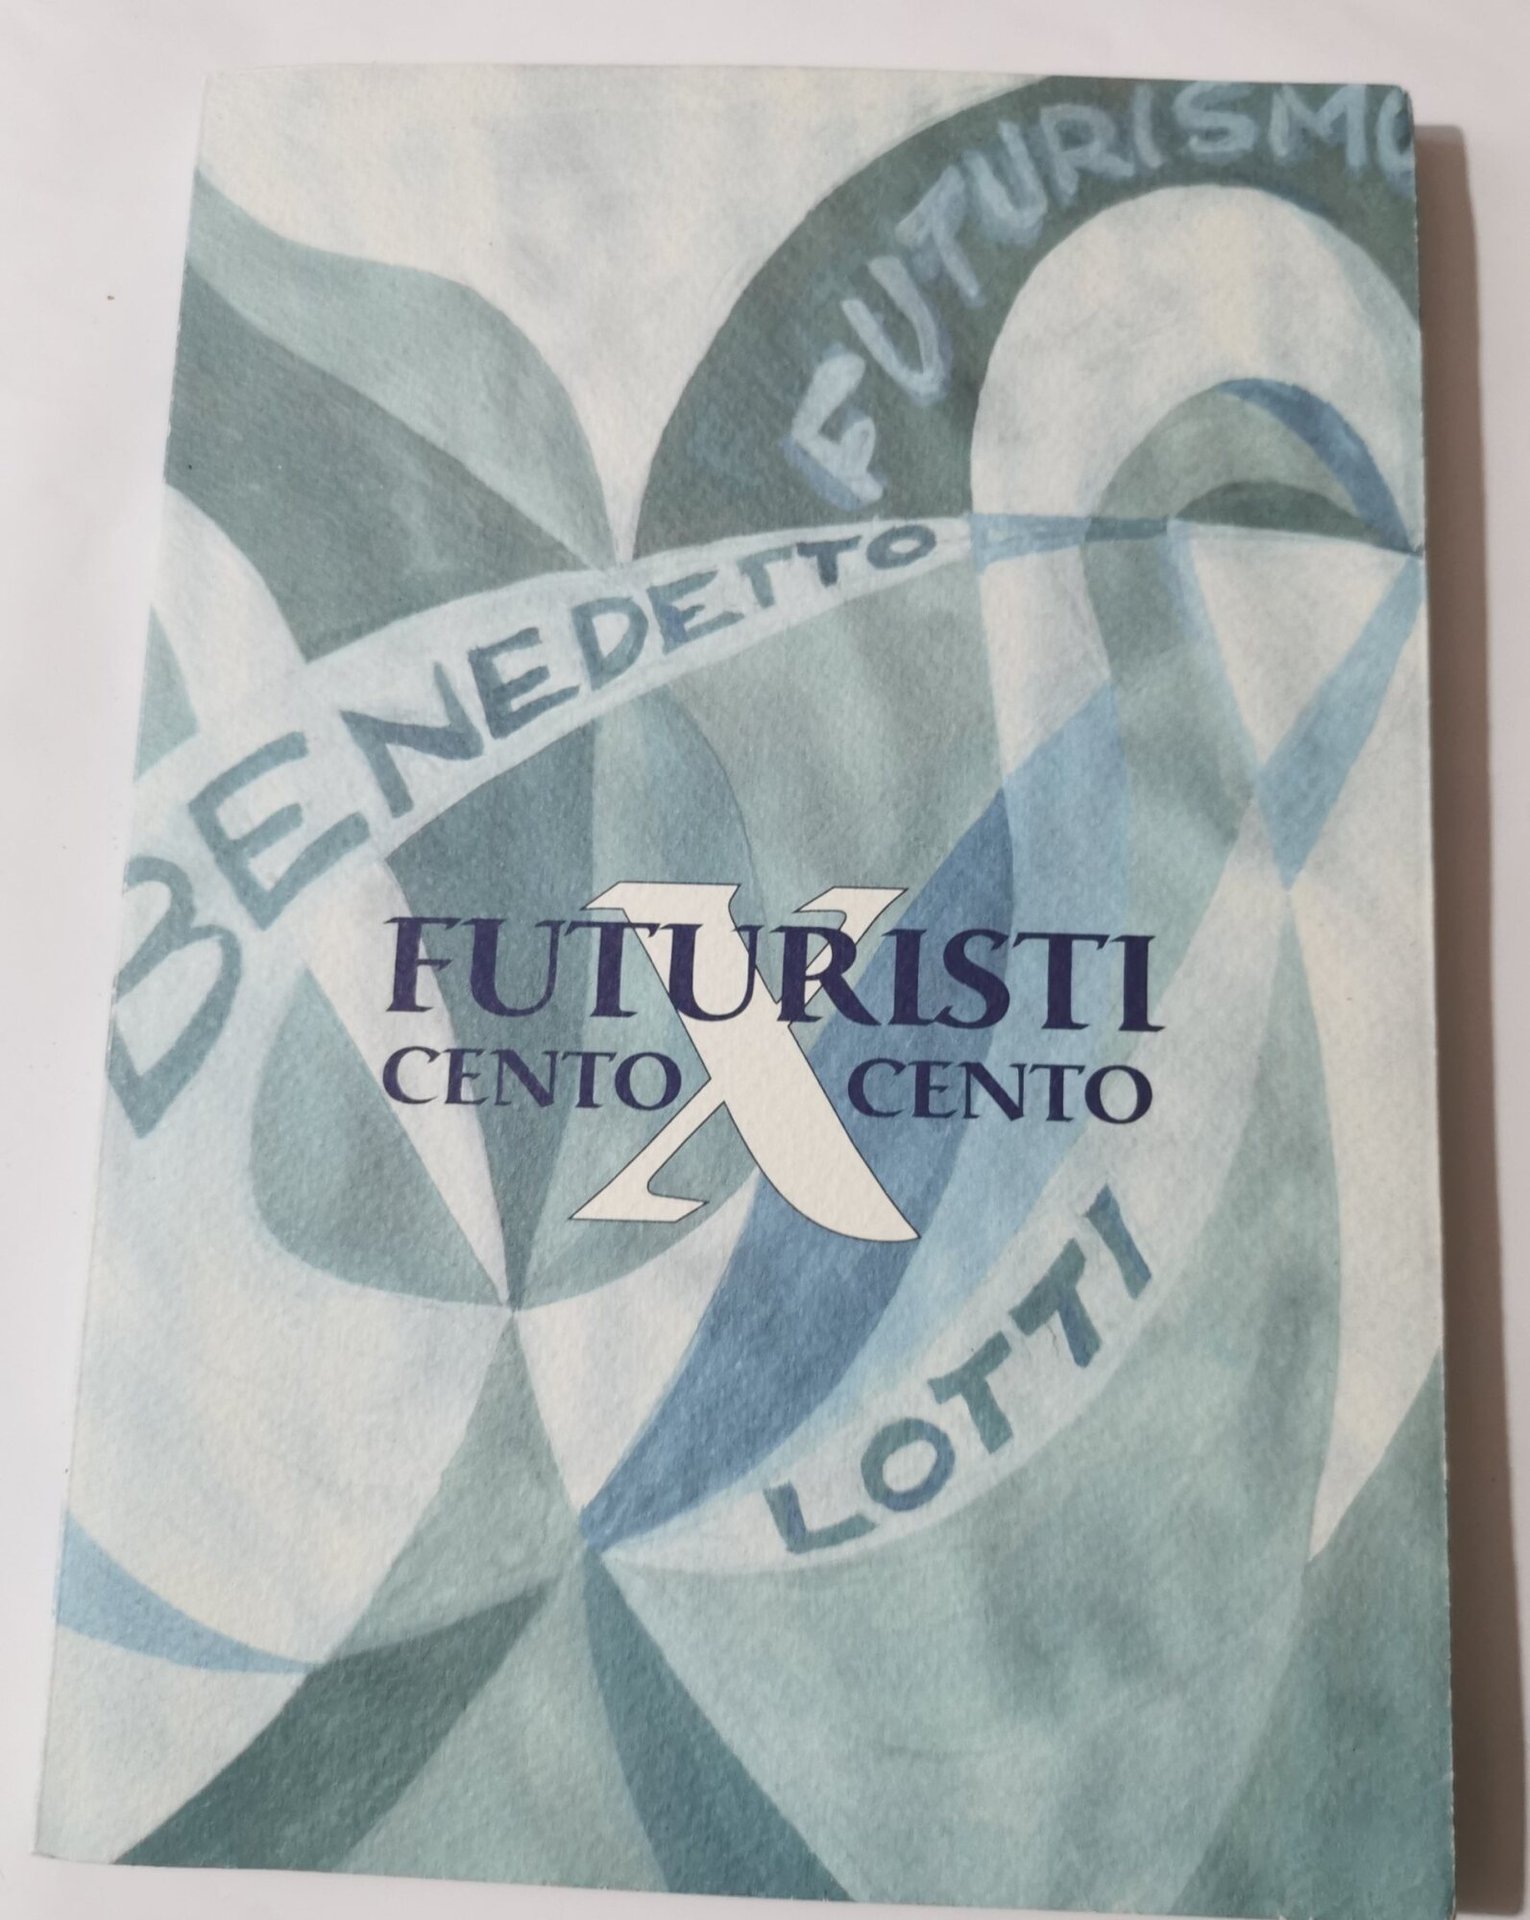 FUTURISMO
BENEDETTO
FUTURISTI
CENTO X CENTO
LOTTI